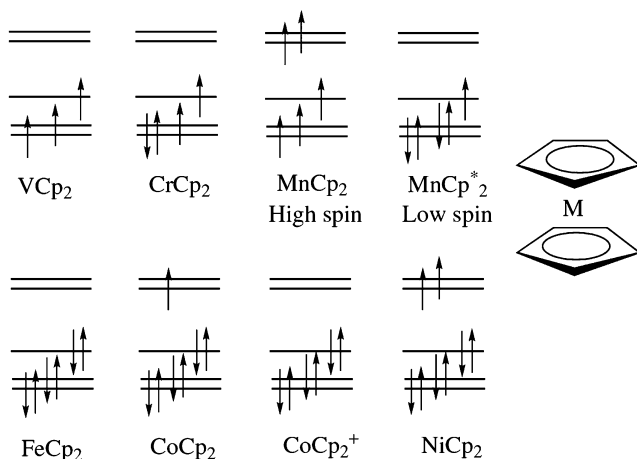 VCp₂ CrCp₂ MnCp₂ MnCp*₂
High spin Low spin
M
FeCp₂ CoCp₂ CoCp₂⁺ NiCp₂